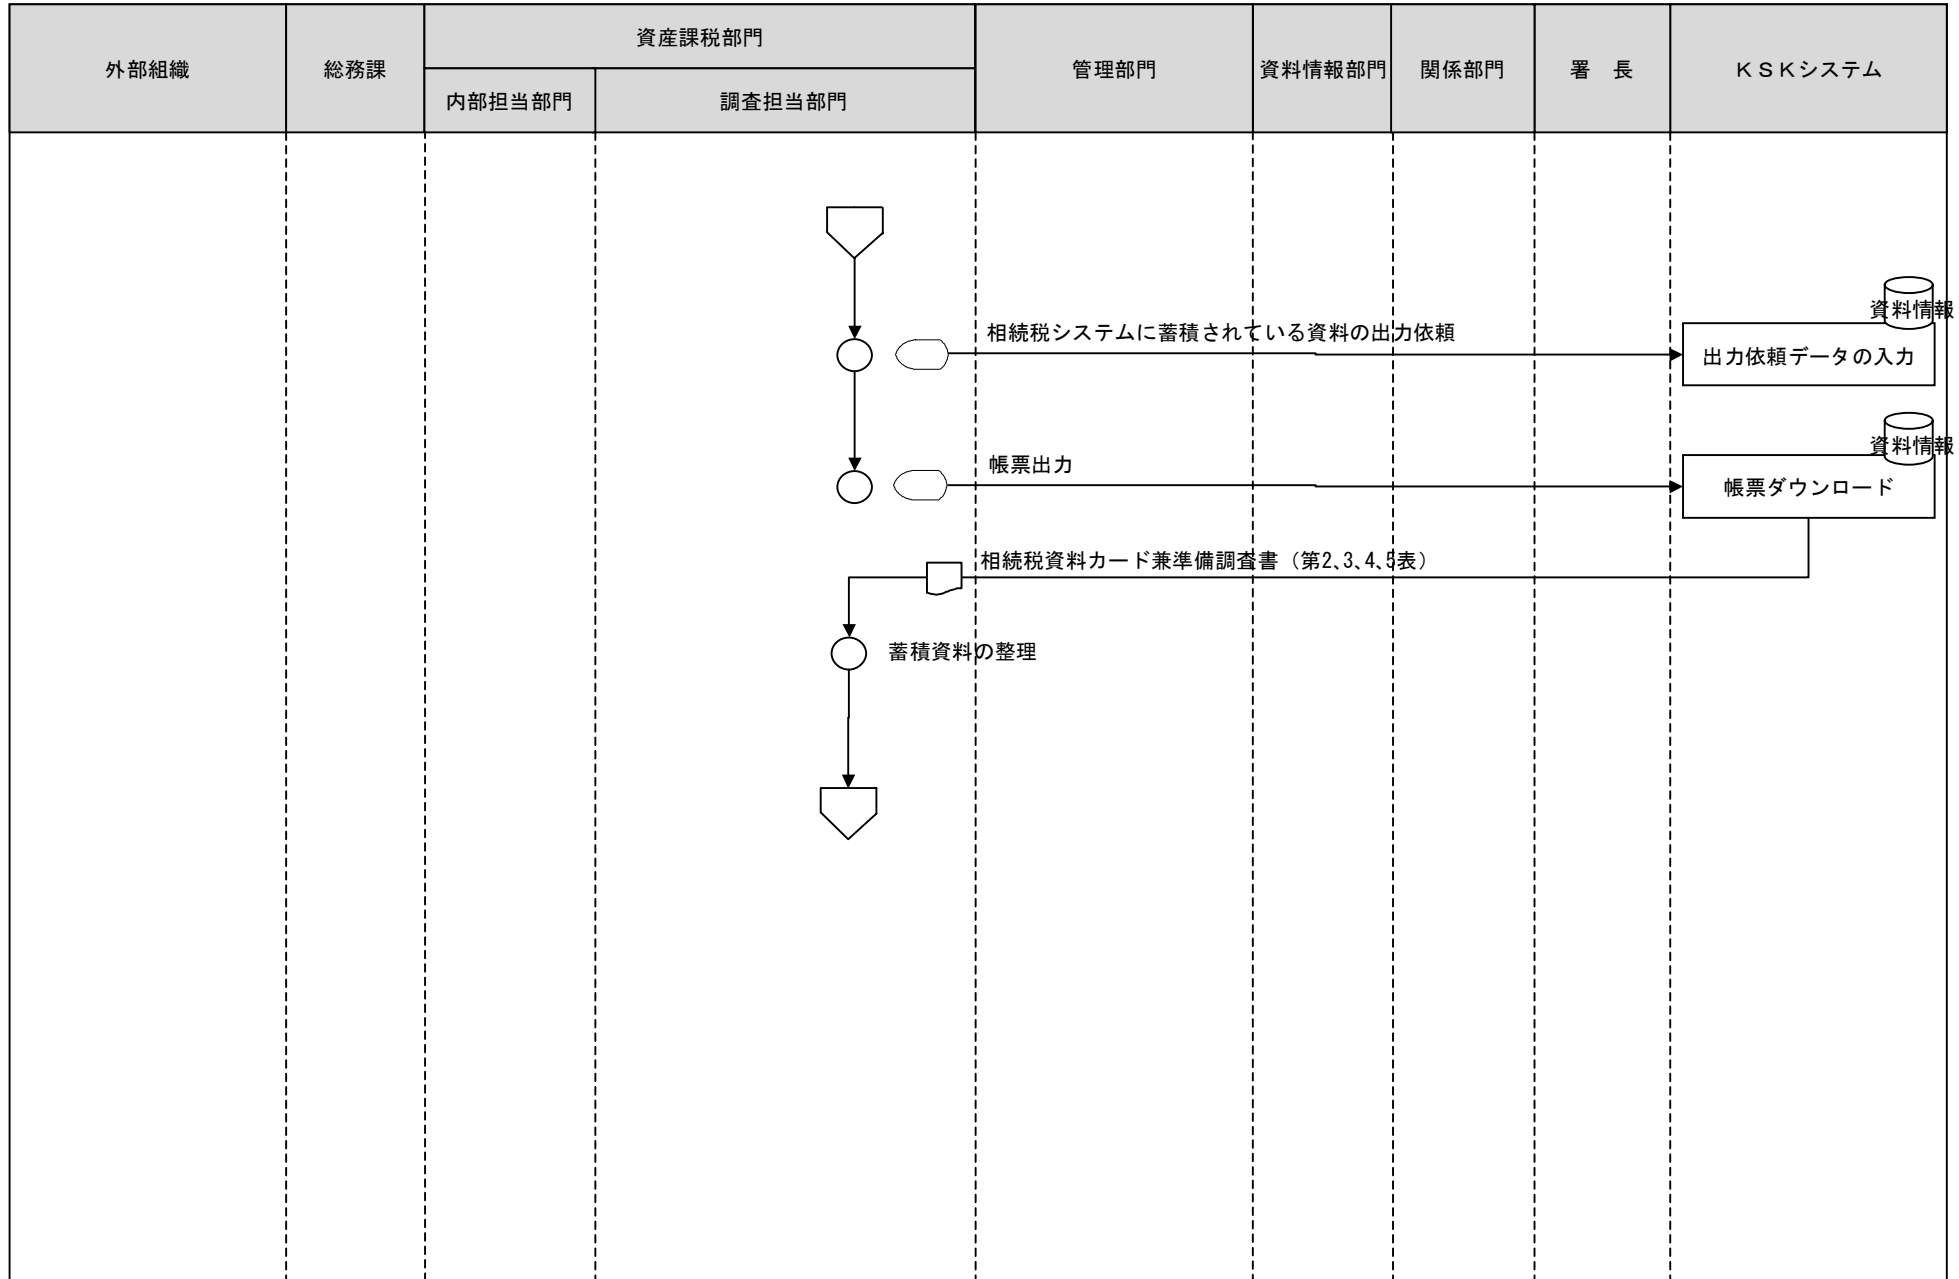 外部組織
総務課
資産課税部門
内部担当部門
調査担当部門
管理部門
資料情報部門
関係部門
署　長
ＫＳＫシステム
資料情報
相続税システムに蓄積されている資料の出力依頼
出力依頼データの入力
資料情報
帳票出力
帳票ダウンロード
相続税資料カード兼準備調査書（第2、3、4、5表）
蓄積資料の整理